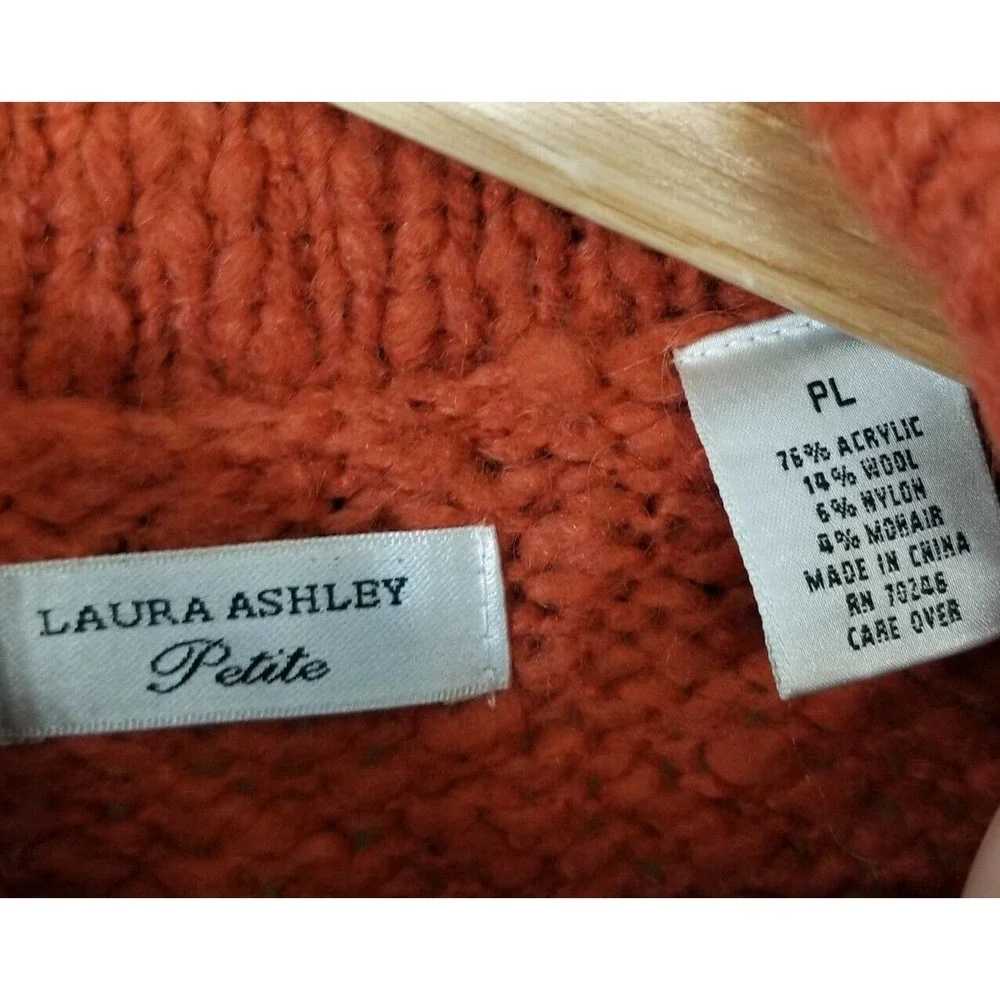 LAURA ASHLEY
Petite
PL
76% ACRYLIC
14% WOOL
6% NYLON
4% MOHAIR
MADE IN CHINA
RN 70246
CARE OVER